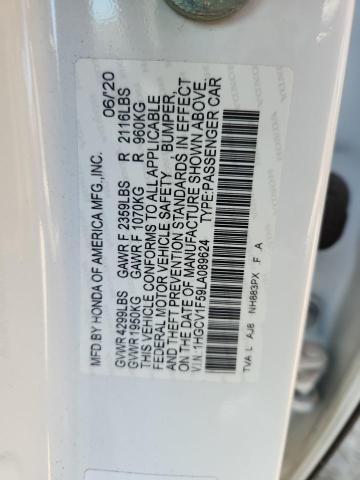 MFD.BY HONDA OF AMERICA MFG.,INC. 06/20
GVWR 4299LBS GAWR F 2359LBS R 2116LBS
GVWR 1950KG GAWR F 1070KG R 960KG
THIS VEHICLE CONFORMS TO ALL APPLICABLE
FEDERAL MOTOR VEHICLE SAFETY BUMPER,
AND THEFT PREVENTION STANDARDS IN EFFECT
ON THE DATE OF MANUFACTURE SHOWN ABOVE.
V.I.N.:1HGCV1F59LA089624 TYPE:PASSENGER CAR
TVA L AJ8 NH883PX F A